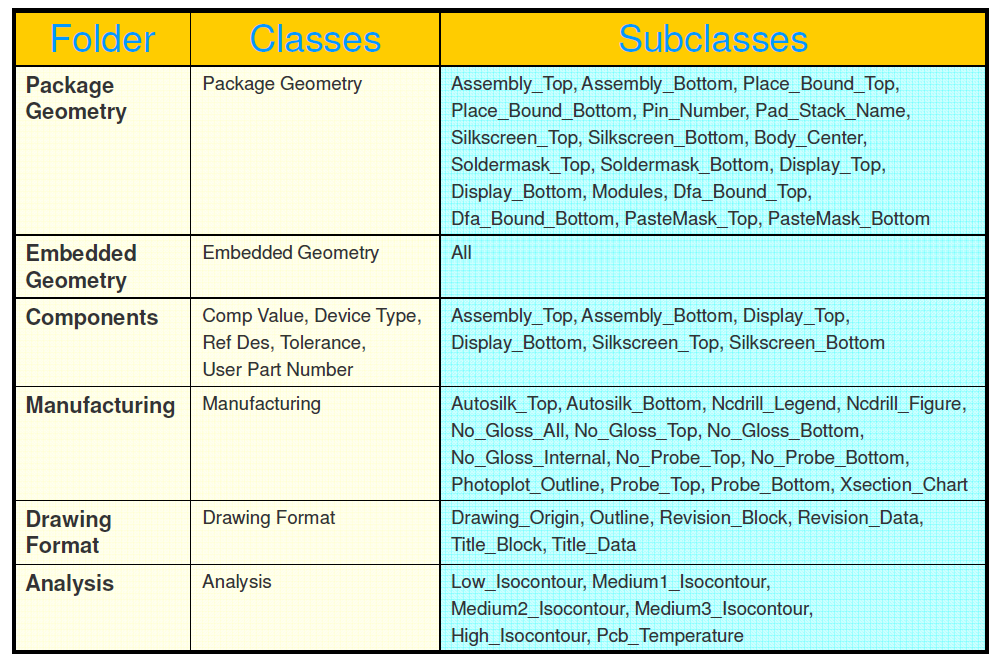 Folder Classes Subclasses
Package Geometry
Package Geometry
Assembly_Top, Assembly_Bottom, Place_Bound_Top,
Place_Bound_Bottom, Pin_Number, Pad_Stack_Name,
Silkscreen_Top, Silkscreen_Bottom, Body_Center,
Soldermask_Top, Soldermask_Bottom, Display_Top,
Display_Bottom, Modules, Dfa_Bound_Top,
Dfa_Bound_Bottom, PasteMask_Top, PasteMask_Bottom
Embedded
Geometry
Embedded Geometry
All
Components
Comp Value, Device Type,
Ref Des, Tolerance,
User Part Number
Assembly_Top, Assembly_Bottom, Display_Top,
Display_Bottom, Silkscreen_Top, Silkscreen_Bottom
Manufacturing
Manufacturing
Autosilk_Top, Autosilk_Bottom, Ncdrill_Legend, Ncdrill_Figure,
No_Gloss_All, No_Gloss_Top, No_Gloss_Bottom,
No_Gloss_Internal, No_Probe_Top, No_Probe_Bottom,
Photoplot_Outline, Probe_Top, Probe_Bottom, Xsection_Chart
Drawing
Format
Drawing Format
Drawing_Origin, Outline, Revision_Block, Revision_Data,
Title_Block, Title_Data
Analysis
Analysis
Low_Isocontour, Medium1_Isocontour,
Medium2_Isocontour, Medium3_Isocontour,
High_Isocontour, Pcb_Temperature